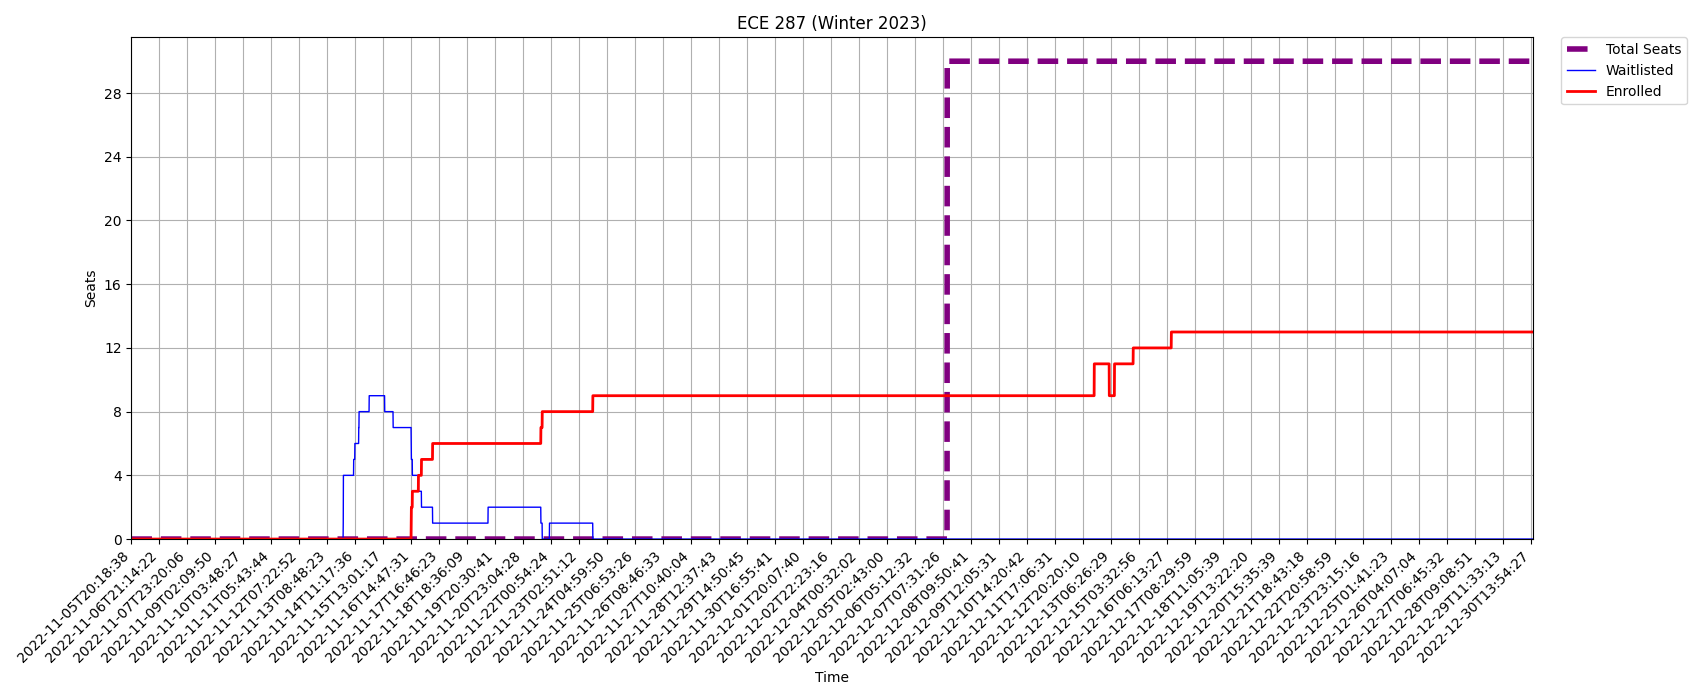 ECE 287 (Winter 2023)
Total Seats
Waitlisted
Enrolled
Seats
28
24
20
16
12
8
4
0
2022-11-05T20:18:38
2022-11-06T21:14:22
2022-11-07T23:20:06
2022-11-09T02:09:50
2022-11-10T03:48:27
2022-11-11T05:43:44
2022-11-12T07:22:52
2022-11-13T08:48:23
2022-11-14T11:17:36
2022-11-15T13:01:17
2022-11-16T14:47:31
2022-11-17T16:46:23
2022-11-18T18:36:09
2022-11-19T20:30:41
2022-11-20T23:04:28
2022-11-22T00:54:24
2022-11-23T02:51:12
2022-11-24T04:59:50
2022-11-25T06:53:26
2022-11-26T08:46:33
2022-11-27T10:40:04
2022-11-28T12:37:43
2022-11-29T14:50:45
2022-11-30T16:55:41
2022-12-01T20:07:40
2022-12-02T22:23:16
2022-12-04T00:32:02
2022-12-05T02:43:00
2022-12-06T05:12:32
2022-12-07T07:31:26
2022-12-08T09:50:41
2022-12-09T12:05:31
2022-12-10T14:20:42
2022-12-11T17:06:31
2022-12-12T20:20:10
2022-12-13T06:26:29
2022-12-15T03:32:56
2022-12-16T06:13:27
2022-12-17T08:29:59
2022-12-18T11:05:39
2022-12-19T13:22:20
2022-12-20T15:35:39
2022-12-21T18:43:18
2022-12-22T20:58:59
2022-12-23T23:15:16
2022-12-25T01:41:23
2022-12-26T04:07:04
2022-12-27T06:45:32
2022-12-28T09:08:51
2022-12-29T11:33:13
2022-12-30T13:54:27
Time